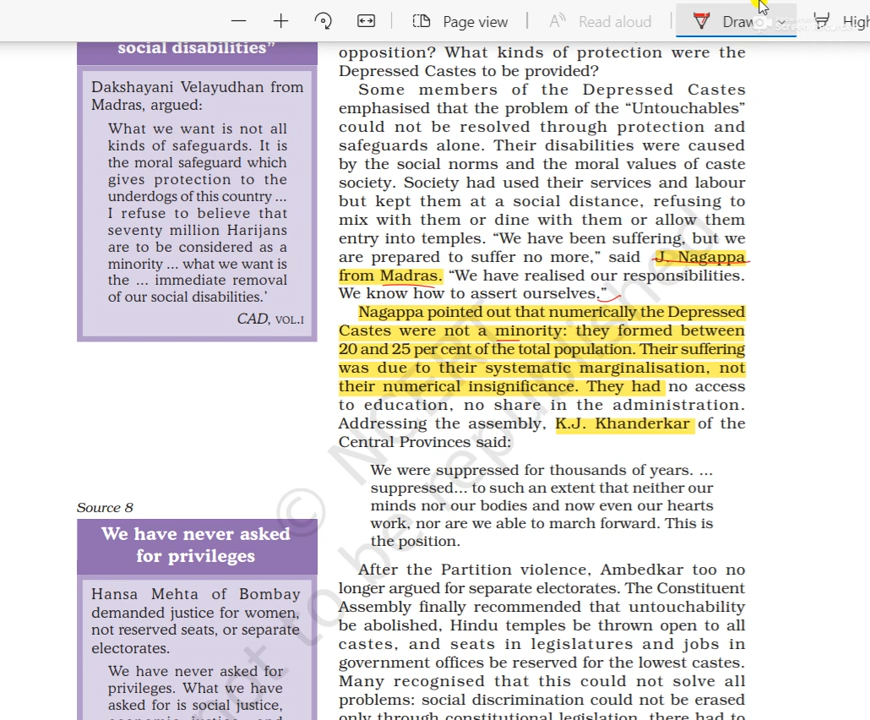 Page view
Read aloud
Draw
High
social disabilities"
Dakshayani Velayudhan from
Madras, argued:
What we want is not all
kinds of safeguards. It is
the moral safeguard which
gives protection to the
underdogs of this country ...
I refuse to believe that
seventy million Harijans
are to be considered as a
minority ... what we want is
the ... immediate removal
of our social disabilities.'
CAD, VOL.I
Source 8
We have never asked
for privileges
Hansa Mehta of Bombay
demanded justice for women,
not reserved seats, or separate
electorates.
We have never asked for
privileges. What we have
asked for is social justice,
economic justice, and
opposition? What kinds of protection were the
Depressed Castes to be provided?
Some members of the Depressed Castes
emphasised that the problem of the “Untouchables”
could not be resolved through protection and
safeguards alone. Their disabilities were caused
by the social norms and the moral values of caste
society. Society had used their services and labour
but kept them at a social distance, refusing to
mix with them or dine with them or allow them
entry into temples. “We have been suffering, but we
are prepared to suffer no more,” said J. Nagappa
from Madras. “We have realised our responsibilities.
We know how to assert ourselves.”
Nagappa pointed out that numerically the Depressed
Castes were not a minority: they formed between
20 and 25 per cent of the total population. Their suffering
was due to their systematic marginalisation, not
their numerical insignificance. They had no access
to education, no share in the administration.
Addressing the assembly, K.J. Khanderkar of the
Central Provinces said:
We were suppressed for thousands of years. ...
suppressed... to such an extent that neither our
minds nor our bodies and now even our hearts
work, nor are we able to march forward. This is
the position.
After the Partition violence, Ambedkar too no
longer argued for separate electorates. The Constituent
Assembly finally recommended that untouchability
be abolished, Hindu temples be thrown open to all
castes, and seats in legislatures and jobs in
government offices be reserved for the lowest castes.
Many recognised that this could not solve all
problems: social discrimination could not be erased
only through constitutional legislation, there had to
© NCERT
not to be republished